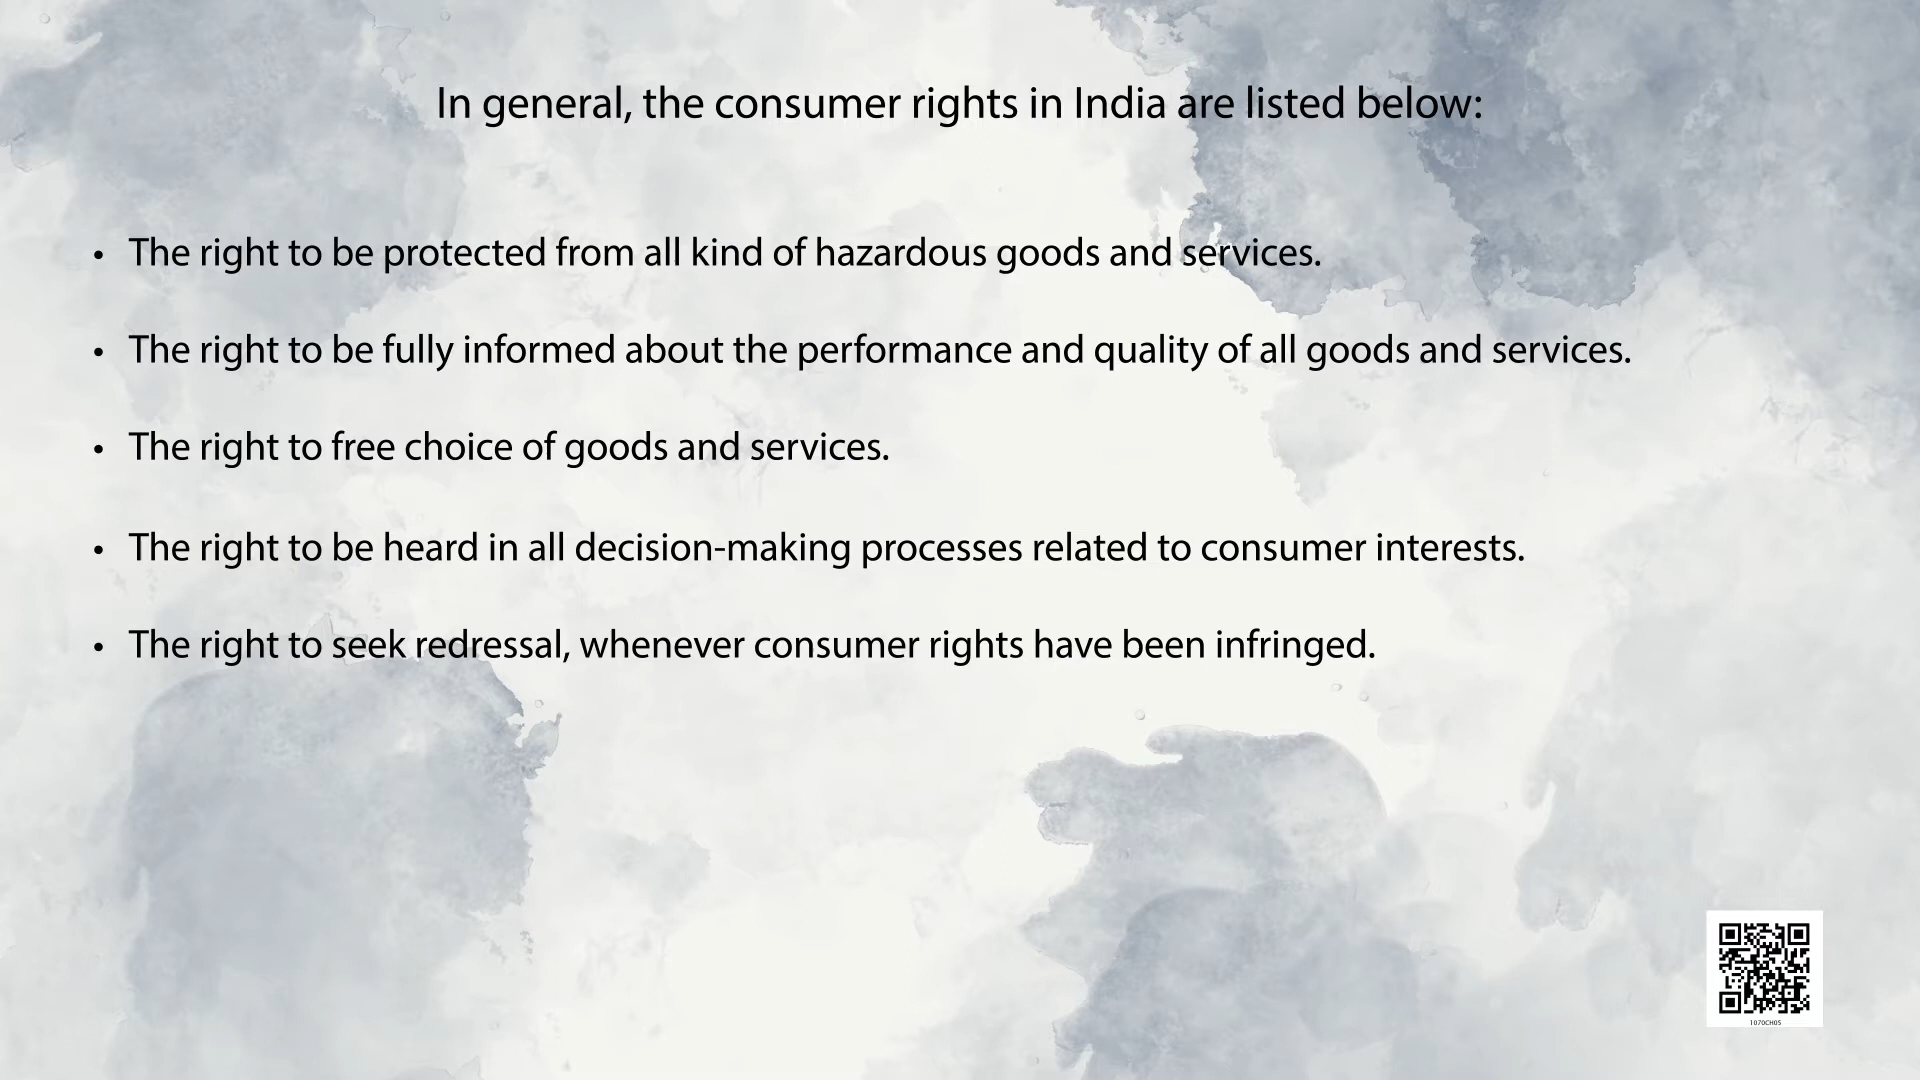 In general, the consumer rights in India are listed below:
• The right to be protected from all kind of hazardous goods and services.
• The right to be fully informed about the performance and quality of all goods and services.
• The right to free choice of goods and services.
• The right to be heard in all decision-making processes related to consumer interests.
• The right to seek redressal, whenever consumer rights have been infringed.
1070CH05